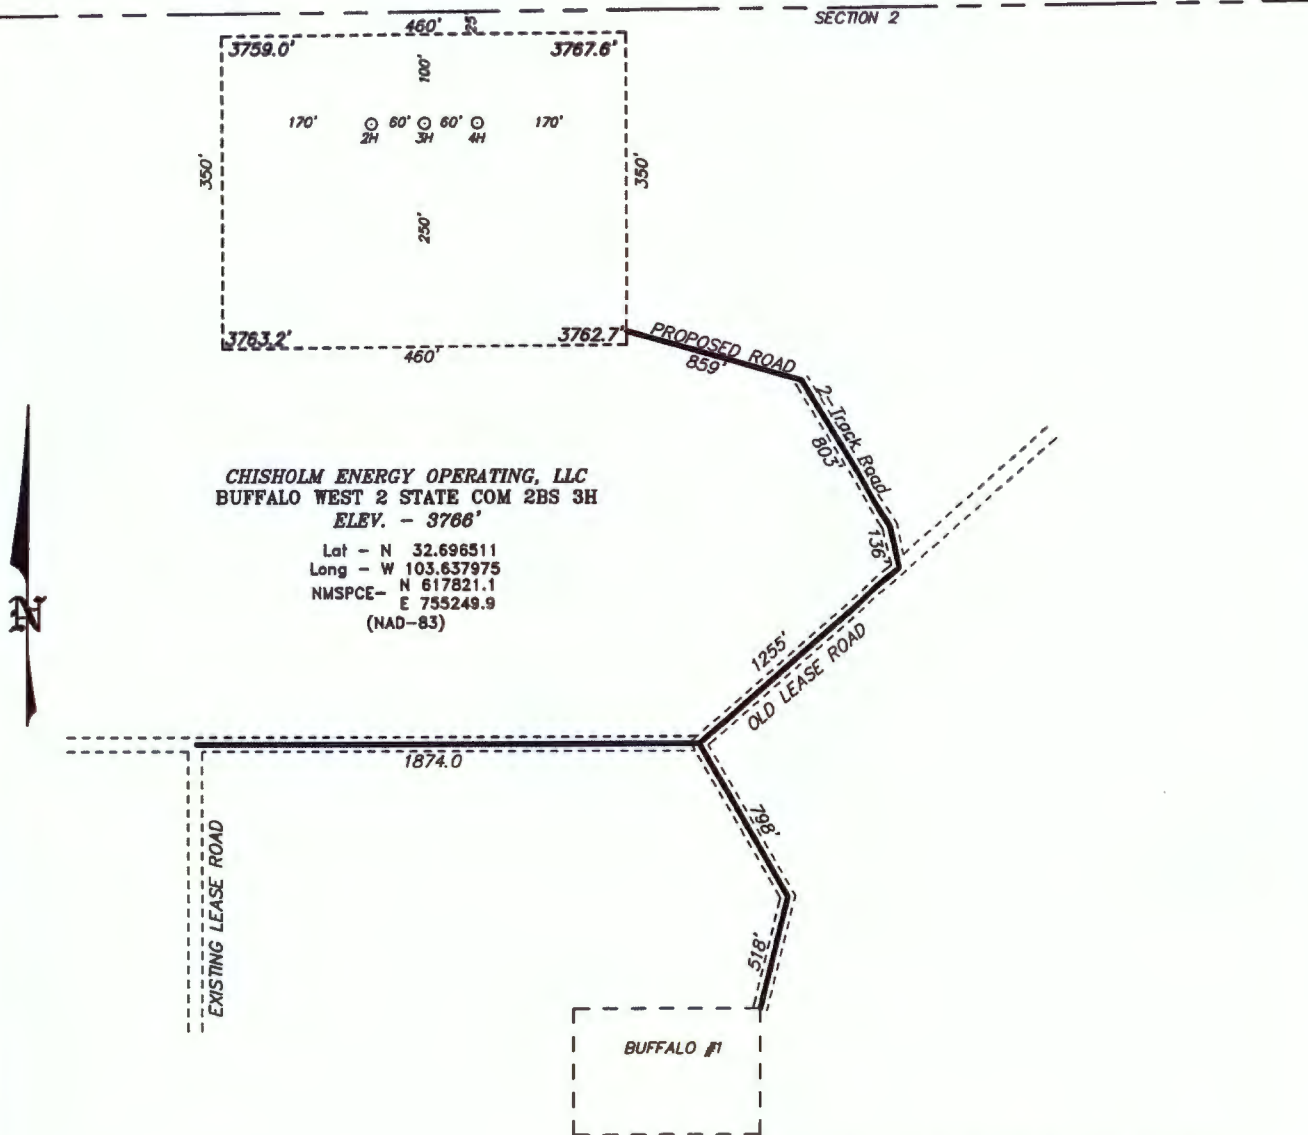 SECTION 2
460'
25'
3759.0'
3767.6'
100'
170'
60'
60'
170'
2H
3H
4H
350'
350'
250'
3763.2'
3762.7'
460'
PROPOSED ROAD
859'
2-Track Road
803'
136'
CHISHOLM ENERGY OPERATING, LLC
BUFFALO WEST 2 STATE COM 2BS 3H
ELEV. - 3766'
Lat - N 32.696511
Long - W 103.637975
NMSPCE- N 617821.1
E 755249.9
(NAD-83)
N
1255'
OLD LEASE ROAD
1874.0
798'
EXISTING LEASE ROAD
518'
BUFFALO #1